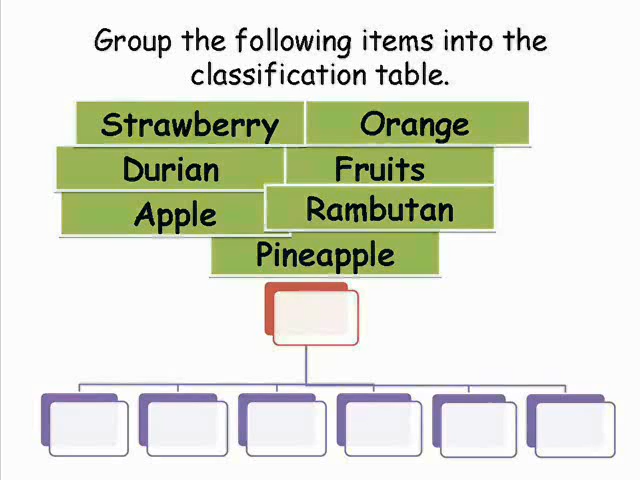 Group the following items into the
classification table.
Strawberry
Orange
Durian
Fruits
Apple
Rambutan
Pineapple